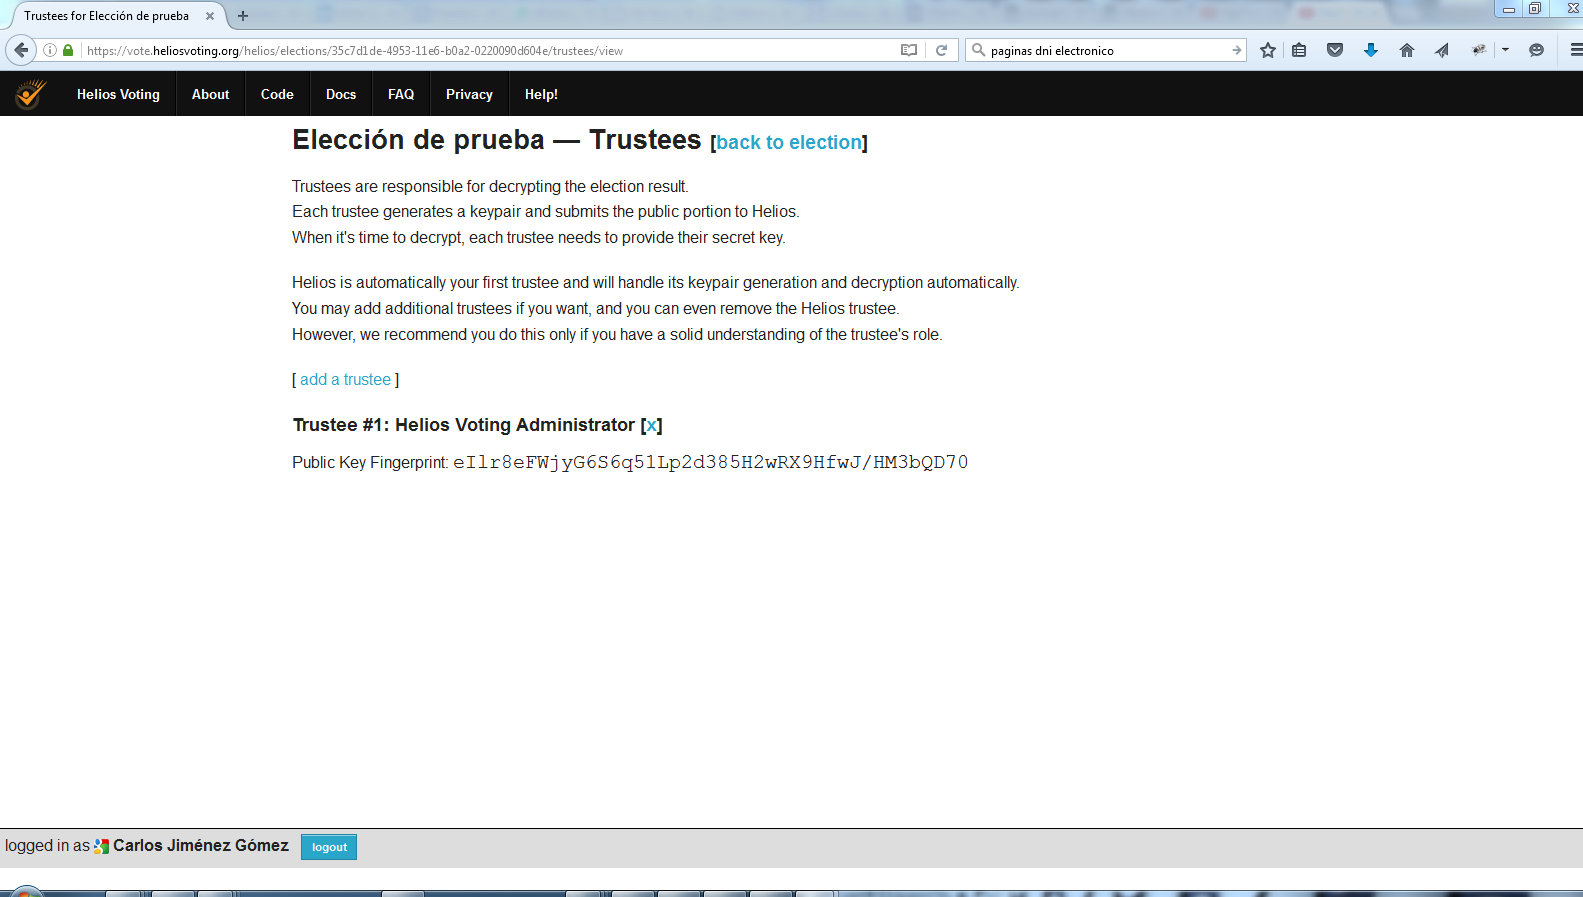 Trustees for Elección de prueba
https://vote.heliosvoting.org/helios/elections/35c7d1de-4953-11e6-b0a2-0220090d604e/trustees/view
paginas dni electronico
Helios Voting About Code Docs FAQ Privacy Help!
Elección de prueba — Trustees [back to election]
Trustees are responsible for decrypting the election result.
Each trustee generates a keypair and submits the public portion to Helios.
When it's time to decrypt, each trustee needs to provide their secret key.
Helios is automatically your first trustee and will handle its keypair generation and decryption automatically.
You may add additional trustees if you want, and you can even remove the Helios trustee.
However, we recommend you do this only if you have a solid understanding of the trustee's role.
[ add a trustee ]
Trustee #1: Helios Voting Administrator [x]
Public Key Fingerprint: eIlr8eFWjyG6S6q51Lp2d385H2wRX9HfwJ/HM3bQD70
logged in as Carlos Jiménez Gómez logout